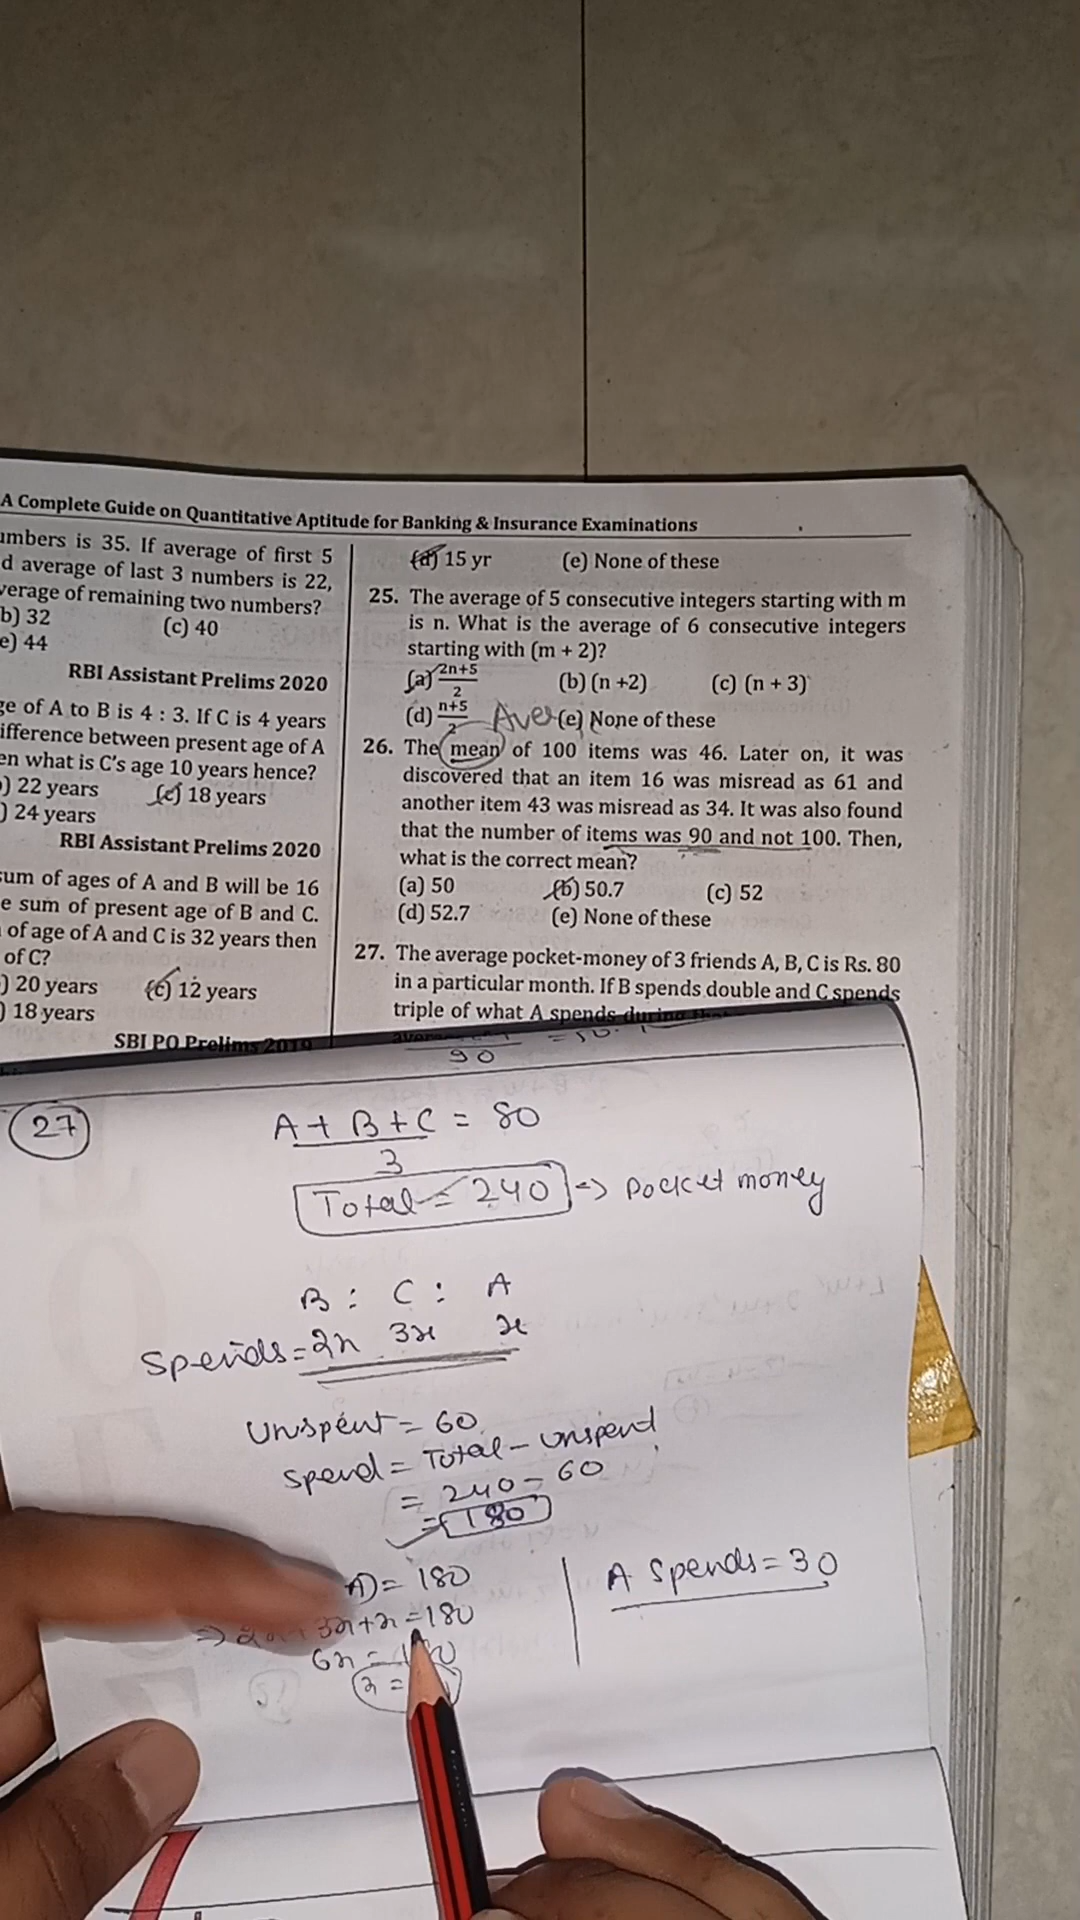 A Complete Guide on Quantitative Aptitude for Banking & Insurance Examinations
umbers is 35. If average of first 5
d average of last 3 numbers is 22,
verage of remaining two numbers?
b) 32 (c) 40
e) 44
RBI Assistant Prelims 2020
ge of A to B is 4 : 3. If C is 4 years
ifference between present age of A
en what is C's age 10 years hence?
) 22 years (c) 18 years
) 24 years
RBI Assistant Prelims 2020
sum of ages of A and B will be 16
e sum of present age of B and C.
of age of A and C is 32 years then
of C?
) 20 years (c) 12 years
) 18 years
SBI PO Prelims 2019
(d) 15 yr (e) None of these
25. The average of 5 consecutive integers starting with m
is n. What is the average of 6 consecutive integers
starting with (m + 2)?
(a) 2n+5/2 (b) (n +2) (c) (n + 3)
(d) n+5/2 (e) None of these
26. The mean of 100 items was 46. Later on, it was
discovered that an item 16 was misread as 61 and
another item 43 was misread as 34. It was also found
that the number of items was 90 and not 100. Then,
what is the correct mean?
(a) 50 (b) 50.7 (c) 52
(d) 52.7 (e) None of these
27. The average pocket-money of 3 friends A, B, C is Rs. 80
in a particular month. If B spends double and C spends
triple of what A spends during
90
27
A + B + C = 80
3
Total = 240 => Pocket money
B : C : A
Spends = 2x 3x x
Unspent = 60
Spend = Total - Unspend
= 240 - 60
= 180
= 180
3x + x = 180
6x =
x =
A Spends = 30